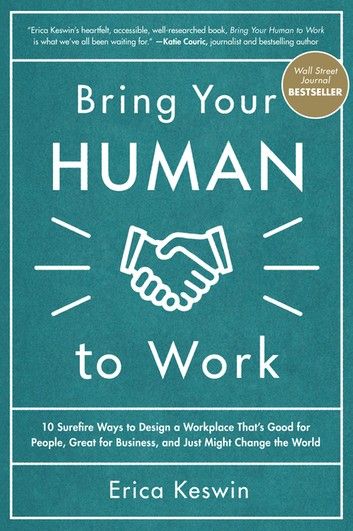 “Erica Keswin’s heartfelt, accessible, well-researched book, Bring Your Human to Work
is what we’ve all been waiting for.” —Katie Couric, journalist and bestselling author
Wall Street
Journal
BESTSELLER
Bring Your
HUMAN
to Work
10 Surefire Ways to Design a Workplace That’s Good for
People, Great for Business, and Just Might Change the World
Erica Keswin